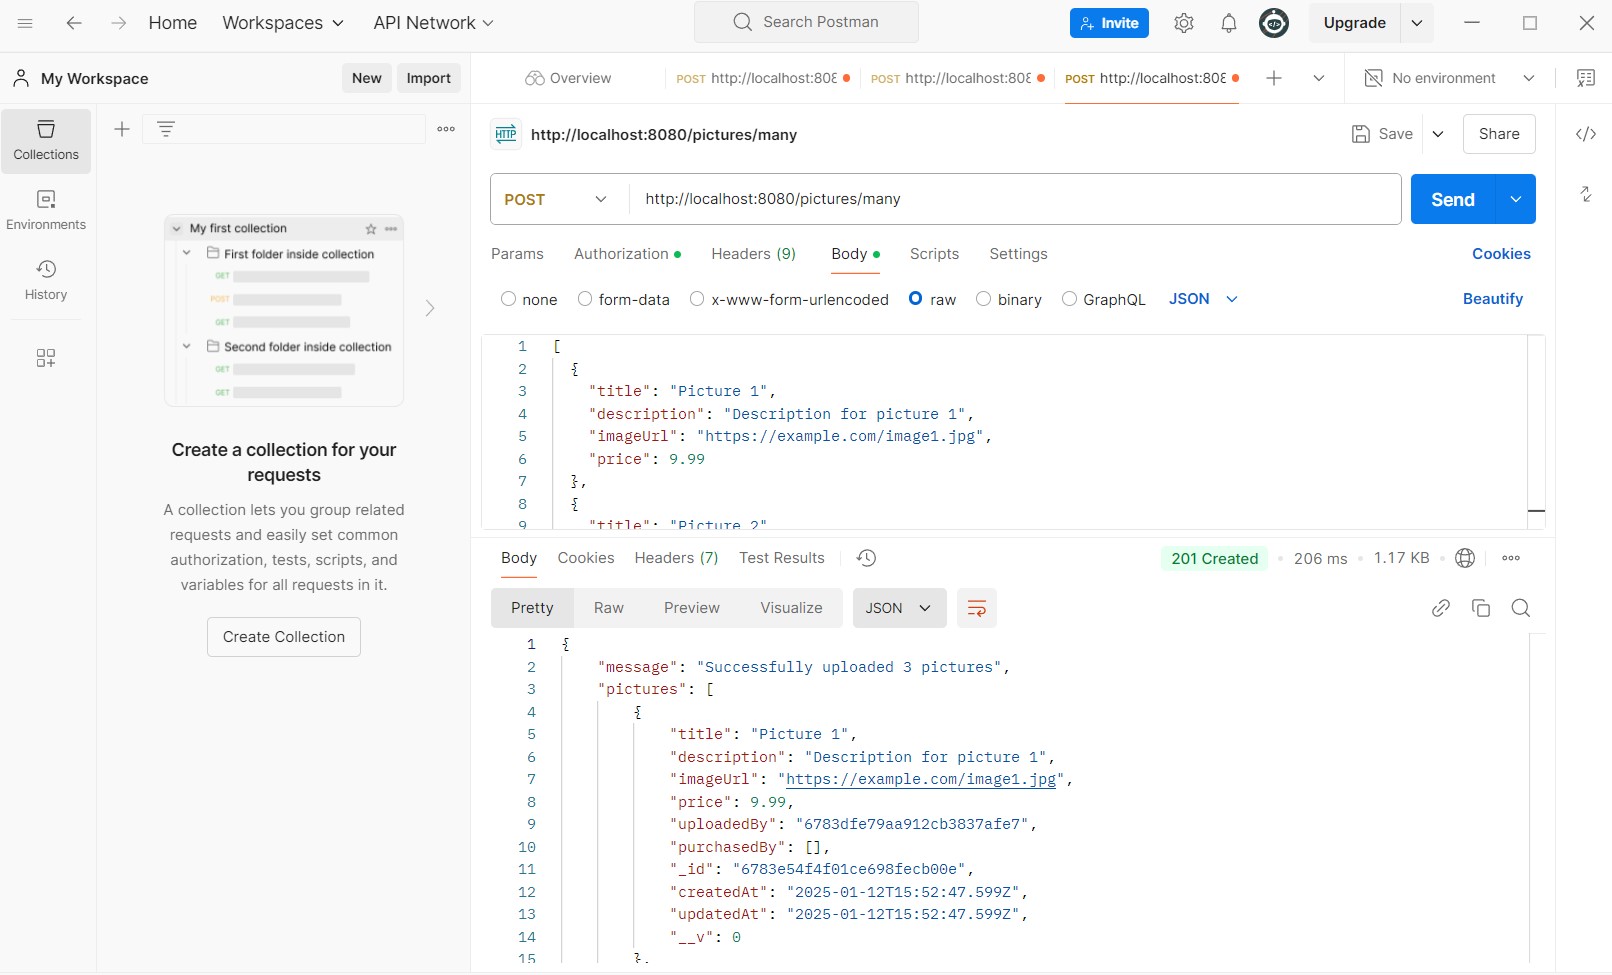 Home Workspaces API Network Search Postman Invite Upgrade
My Workspace New Import
Overview POST http://localhost:808 POST http://localhost:808 POST http://localhost:808 No environment
Collections
Environments
History
My first collection
First folder inside collection
GET
POST
GET
Second folder inside collection
GET
GET
Create a collection for your
requests
A collection lets you group related
requests and easily set common
authorization, tests, scripts, and
variables for all requests in it.
Create Collection
HTTP http://localhost:8080/pictures/many Save Share
POST http://localhost:8080/pictures/many Send
Params Authorization Headers (9) Body Scripts Settings Cookies
none form-data x-www-form-urlencoded raw binary GraphQL JSON Beautify
1 [
2 {
3 "title": "Picture 1",
4 "description": "Description for picture 1",
5 "imageUrl": "https://example.com/image1.jpg",
6 "price": 9.99
7 },
8 {
9 "title": "Picture 2"
Body Cookies Headers (7) Test Results 201 Created 206 ms 1.17 KB
Pretty Raw Preview Visualize JSON
1 {
2 "message": "Successfully uploaded 3 pictures",
3 "pictures": [
4 {
5 "title": "Picture 1",
6 "description": "Description for picture 1",
7 "imageUrl": "https://example.com/image1.jpg",
8 "price": 9.99,
9 "uploadedBy": "6783dfe79aa912cb3837afe7",
10 "purchasedBy": [],
11 "_id": "6783e54f4f01ce698fecb00e",
12 "createdAt": "2025-01-12T15:52:47.599Z",
13 "updatedAt": "2025-01-12T15:52:47.599Z",
14 "__v": 0
15 },